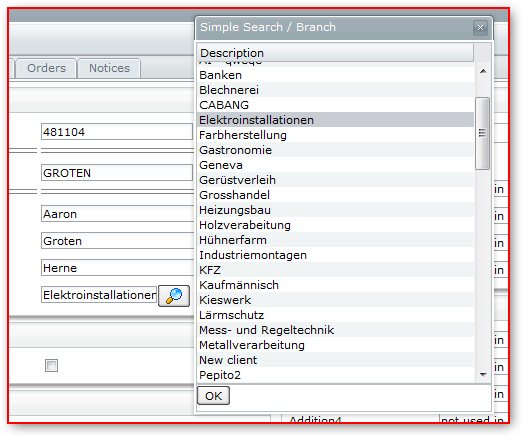 Simple Search / Branch
Description
Orders
Notices
Banken
Blechnerei
CABANG
Elektroinstallationen
Farbherstellung
Gastronomie
Geneva
Gerüstverleih
Grosshandel
Heizungsbau
Holzverabeitung
Hühnerfarm
Industriemontagen
KFZ
Kaufmännisch
Kieswerk
Lärmschutz
Mess- und Regeltechnik
Metallverarbeitung
New client
Pepito2
OK
481104
GROTEN
Aaron
Groten
Herne
Elektroinstallationen
in
in
in
in
in
in
in
in
Addition4
not used in